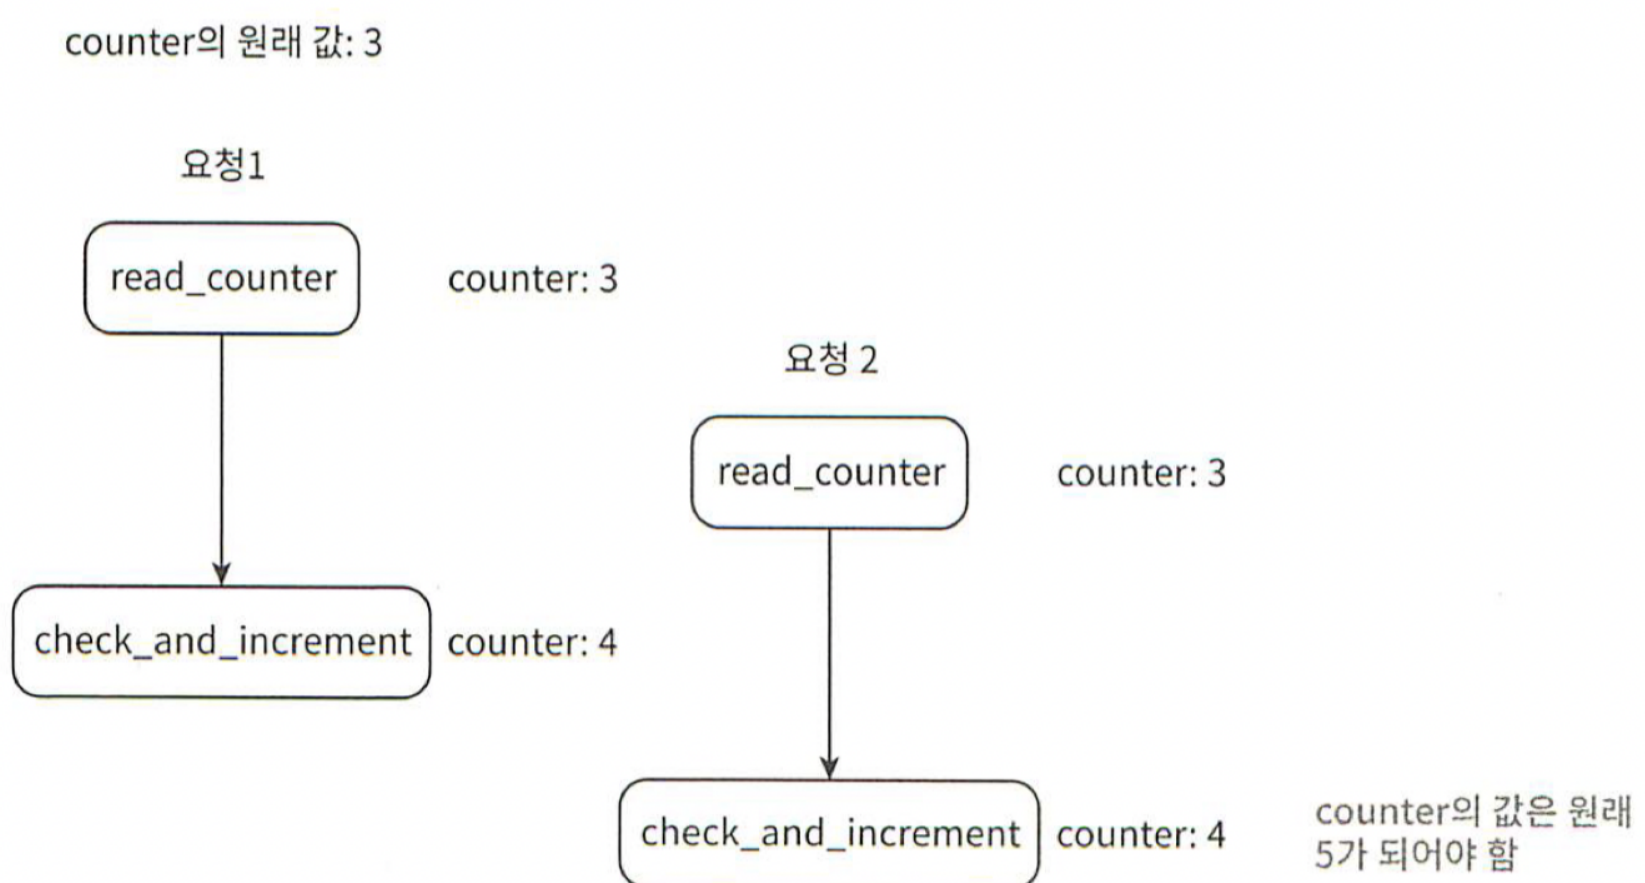 counter의 원래 값: 3
요청1
read_counter
counter: 3
요청 2
read_counter
counter: 3
check_and_increment
counter: 4
check_and_increment
counter: 4
counter의 값은 원래
5가 되어야 함